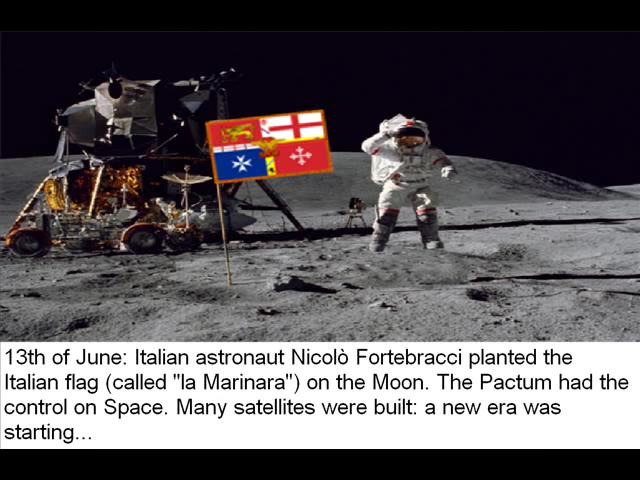 13th of June: Italian astronaut Nicolò Fortebracci planted the
Italian flag (called "la Marinara") on the Moon. The Pactum had the
control on Space. Many satellites were built: a new era was
starting...